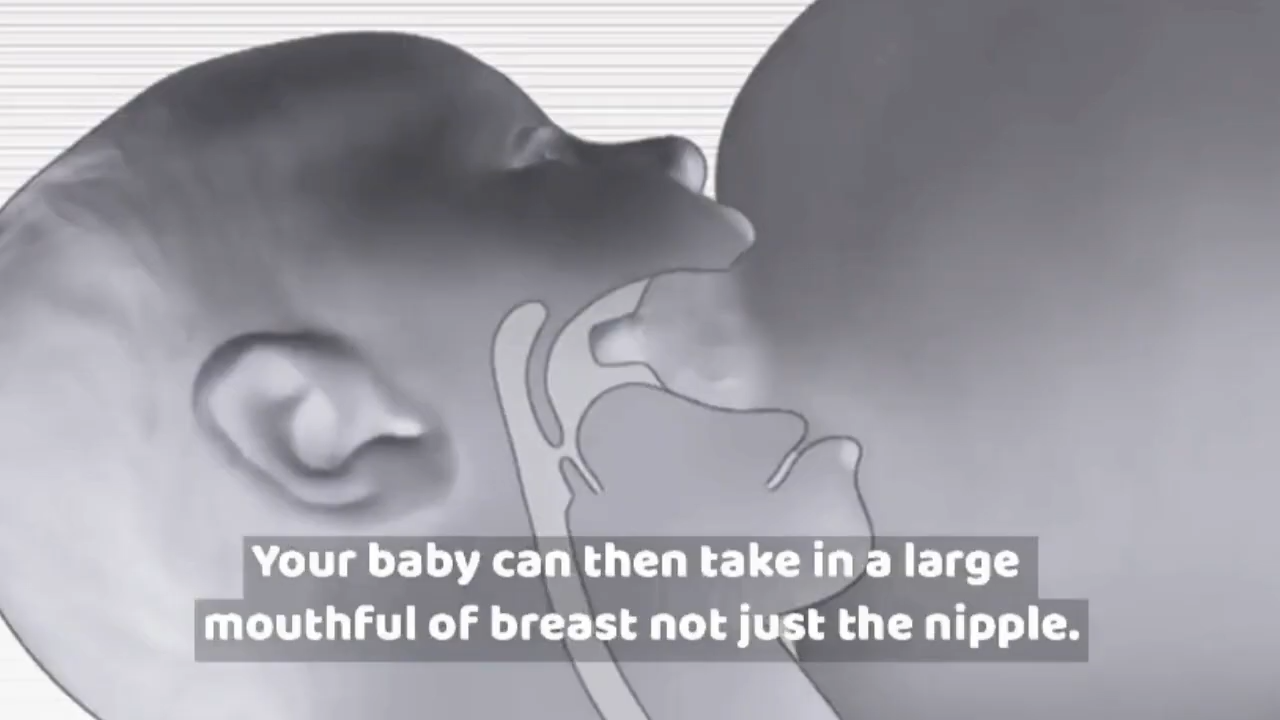 Your baby can then take in a large
mouthful of breast not just the nipple.